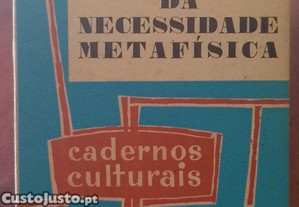 DA
NECESSIDADE
METAFÍSICA
cadernos
culturais
CustoJusto.pt